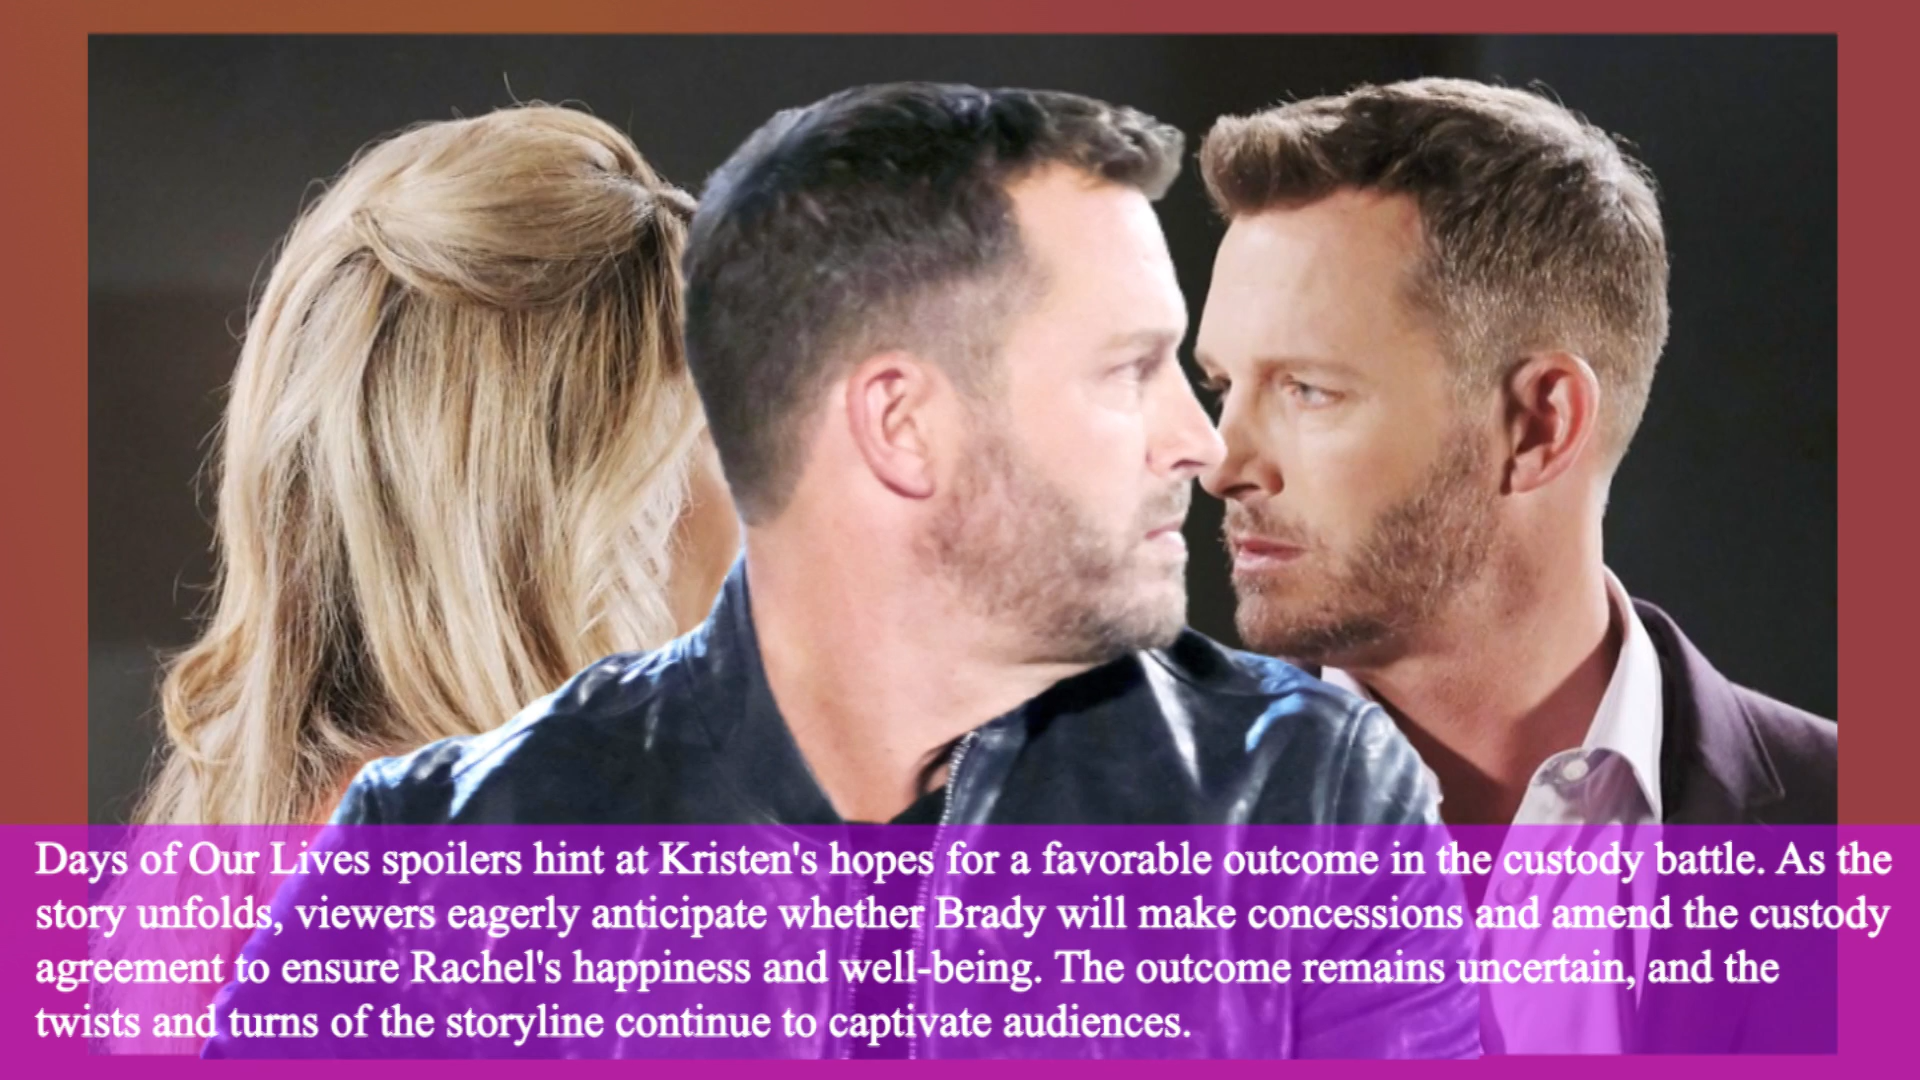 Days of Our Lives spoilers hint at Kristen's hopes for a favorable outcome in the custody battle. As the
story unfolds, viewers eagerly anticipate whether Brady will make concessions and amend the custody
agreement to ensure Rachel's happiness and well-being. The outcome remains uncertain, and the
twists and turns of the storyline continue to captivate audiences.